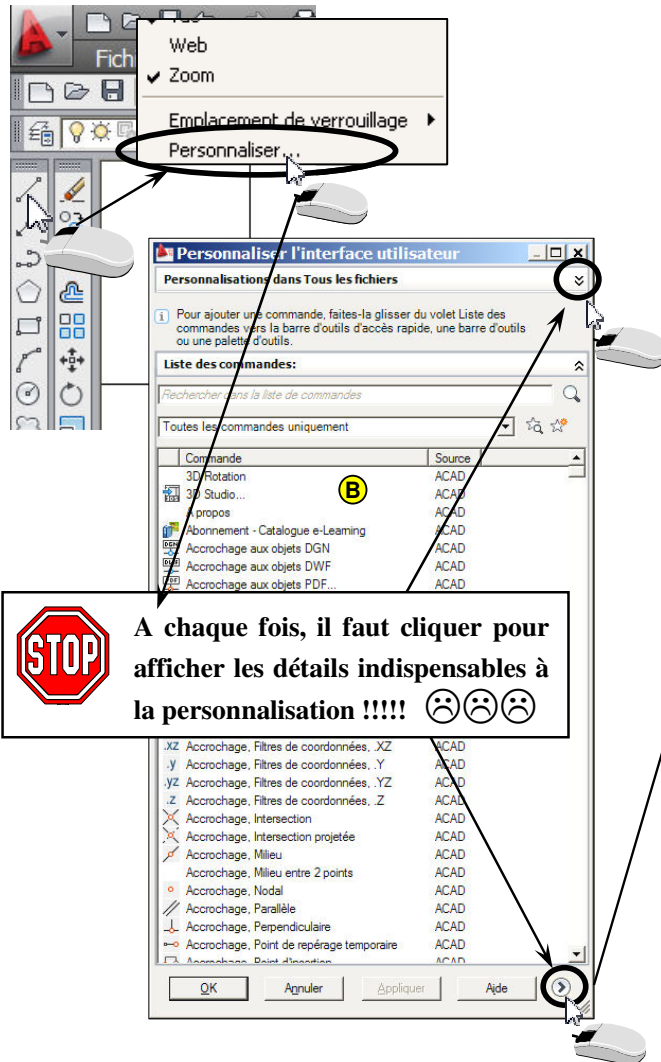 Web
Zoom
Emplacement de verrouillage
Personnaliser...
Personnaliser l'interface utilisateur
Personnalisations dans Tous les fichiers
Pour ajouter une commande, faites-la glisser du volet Liste des
commandes vers la barre d'outils d'accès rapide, une barre d'outils
ou une palette d'outils.
Liste des commandes:
Rechercher dans la liste de commandes
Toutes les commandes uniquement
Commande Source
3D Rotation ACAD
3D Studio... ACAD
B
A propos ACAD
Abonnement - Catalogue e-Learning ACAD
Accrochage aux objets DGN ACAD
Accrochage aux objets DWF ACAD
Accrochage aux objets PDF... ACAD
STOP
A chaque fois, il faut cliquer pour
afficher les détails indispensables à
la personnalisation !!!!! ☹☹☹
.XZ Accrochage, Filtres de coordonnées, .XZ ACAD
.y Accrochage, Filtres de coordonnées, .Y ACAD
.YZ Accrochage, Filtres de coordonnées, .YZ ACAD
.z Accrochage, Filtres de coordonnées, .Z ACAD
Accrochage, Intersection ACAD
Accrochage, Intersection projetée ACAD
Accrochage, Milieu ACAD
Accrochage, Milieu entre 2 points ACAD
Accrochage, Nodal ACAD
Accrochage, Parallèle ACAD
Accrochage, Perpendiculaire ACAD
Accrochage, Point de repérage temporaire ACAD
Accrochage, Point d'insertion ACAD
OK Annuler Appliquer Aide